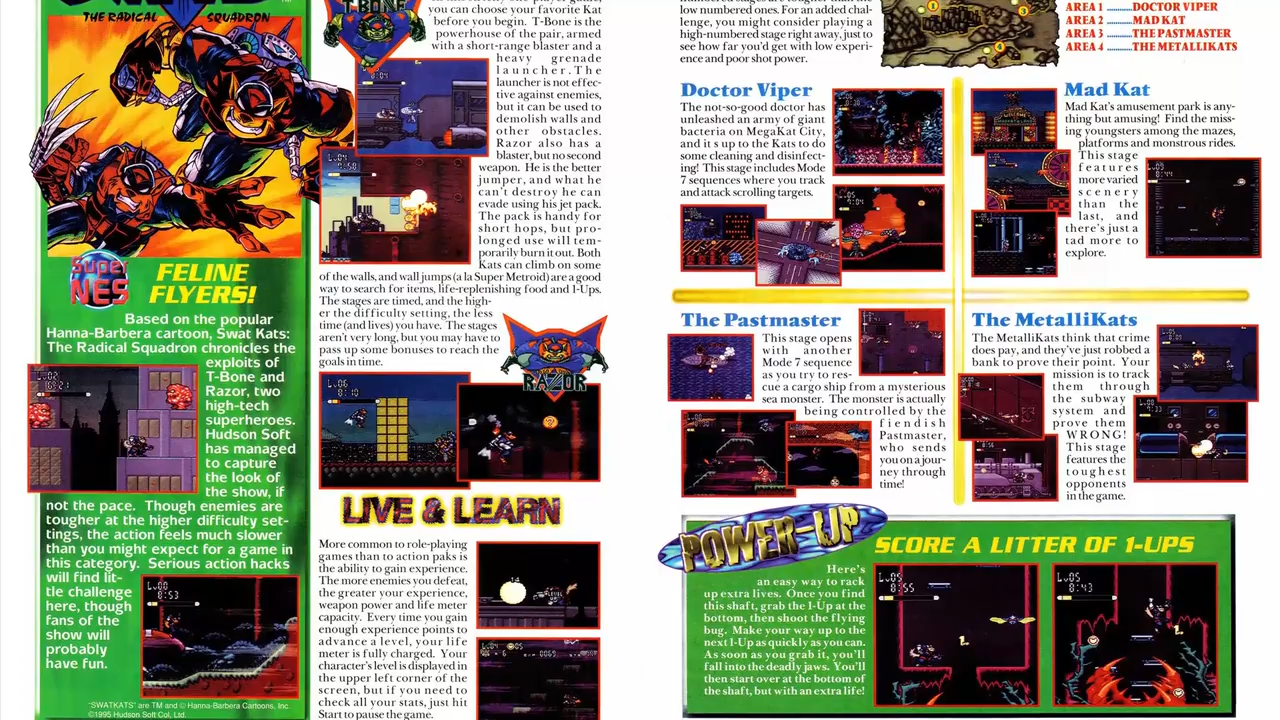 THE RADICAL SQUADRON
Super NES
FELINE
FLYERS!
Based on the popular
Hanna-Barbera cartoon, Swat Kats:
The Radical Squadron chronicles the
exploits of
T-Bone and
Razor, two
high-tech
superheroes.
Hudson Soft
has managed
to capture
the look of
the show, if
not the pace. Though enemies are
tougher at the higher difficulty set-
tings, the action feels much slower
than you might expect for a game in
this category. Serious action hacks
will find lit-
tle challenge
here, though
fans of the
show will
probably
have fun.
"SWATKATS" are TM and © Hanna-Barbera Cartoons, Inc.
©1995 Hudson Soft Col, Ltd.
T-BONE
you can choose your favorite Kat
before you begin. T-Bone is the
powerhouse of the pair, armed
with a short-range blaster and a
heavy grenade
launcher. The
launcher is not effec-
tive against enemies,
but it can be used to
demolish walls and
other obstacles.
Razor also has a
blaster, but no second
weapon. He is the better
jumper, and what he
can't destroy he can
evade using his jet pack.
The pack is handy for
short hops, but pro-
longed use will tem-
porarily burn it out. Both
Kats can climb on some
of the walls, and wall jumps (a la Super Metroid) are a good
way to search for items, life-replenishing food and 1-Ups.
The stages are timed, and the high-
er the difficulty setting, the less
time (and lives) you have. The stages
aren't very long, but you may have to
pass up some bonuses to reach the
goals in time.
RAZOR
LIVE & LEARN
More common to role-playing
games than to action paks is
the ability to gain experience.
The more enemies you defeat,
the greater your experience,
weapon power and life meter
capacity. Every time you gain
enough experience points to
advance a level, your life
meter is fully charged. Your
character's level is displayed in
the upper left corner of the
screen, but if you need to
check all your stats, just hit
Start to pause the game.
low numbered ones. For an added chal-
lenge, you might consider playing a
high-numbered stage right away, just to
see how far you'd get with low experi-
ence and poor shot power.
AREA 1 ........DOCTOR VIPER
AREA 2 ........MAD KAT
AREA 3 ........THE PASTMASTER
AREA 4 ........THE METALLIKATS
Doctor Viper
The not-so-good doctor has
unleashed an army of giant
bacteria on MegaKat City,
and it's up to the Kats to do
some cleaning and disinfect-
ing! This stage includes Mode
7 sequences where you track
and attack scrolling targets.
Mad Kat
Mad Kat's amusement park is any-
thing but amusing! Find the miss-
ing youngsters among the mazes,
platforms and monstrous rides.
This stage
features
more varied
scenery
than the
last, and
there's just a
tad more to
explore.
The Pastmaster
This stage opens
with another
Mode 7 sequence
as you try to res-
cue a cargo ship from a mysterious
sea monster. The monster is actually
being controlled by the
fiendish
Pastmaster,
who sends
you on a jour-
ney through
time!
The MetalliKats
The MetalliKats think that crime
does pay, and they've just robbed a
bank to prove their point. Your
mission is to track
them through
the subway
system and
prove them
WRONG!
This stage
features the
toughest
opponents
in the game.
POWER-UP
SCORE A LITTER OF 1-UPS
Here's
an easy way to rack
up extra lives. Once you find
this shaft, grab the 1-Up at the
bottom, then shoot the flying
bug. Make your way up to the
next 1-Up as quickly as you can.
As soon as you grab it, you'll
fall into the deadly jaws. You'll
then start over at the bottom of
the shaft, but with an extra life!